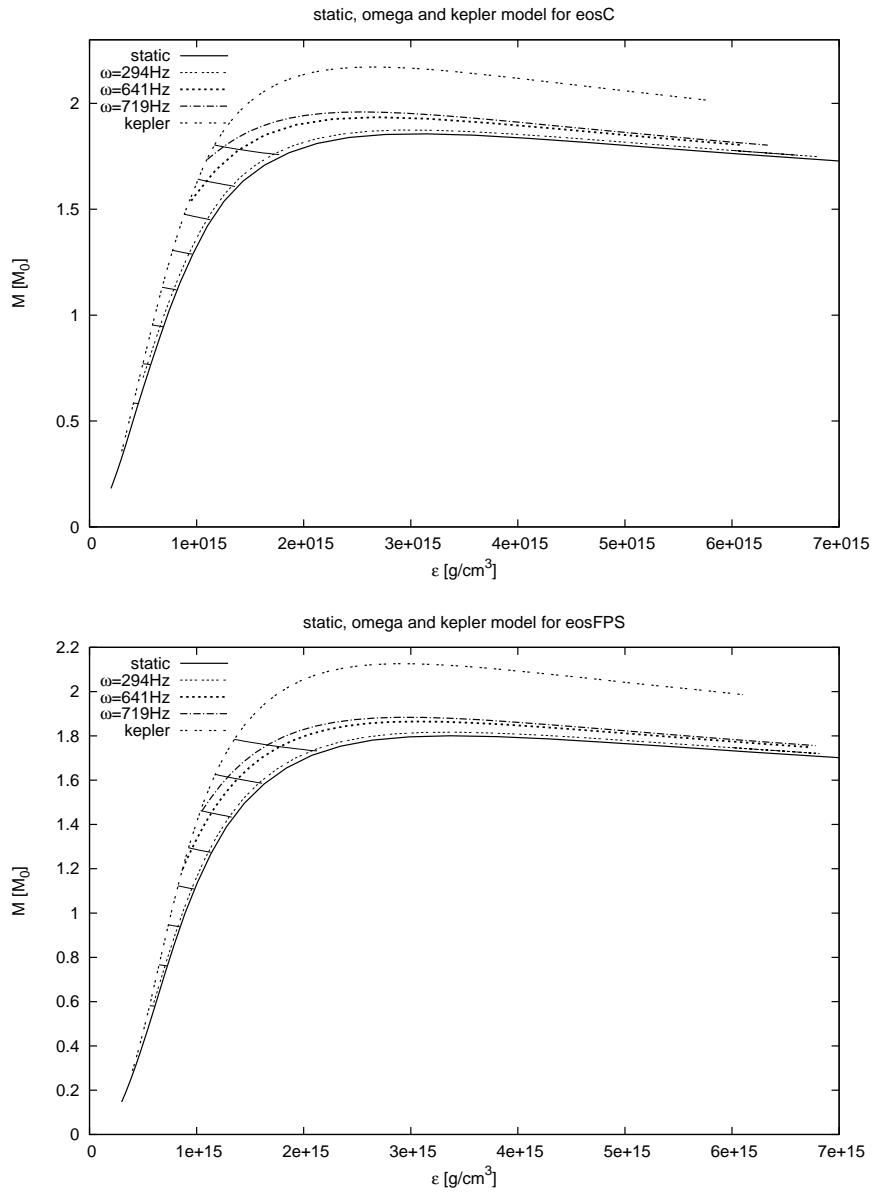 static, omega and kepler model for eosC
static
ω=294Hz
ω=641Hz
ω=719Hz
kepler
2
1.5
1
0.5
0
M [M0]
0 1e+015 2e+015 3e+015 4e+015 5e+015 6e+015 7e+015
ε [g/cm3]
static, omega and kepler model for eosFPS
static
ω=294Hz
ω=641Hz
ω=719Hz
kepler
2.2
2
1.8
1.6
1.4
1.2
1
0.8
0.6
0.4
0.2
0
M [M0]
0 1e+15 2e+15 3e+15 4e+15 5e+15 6e+15 7e+15
ε [g/cm3]